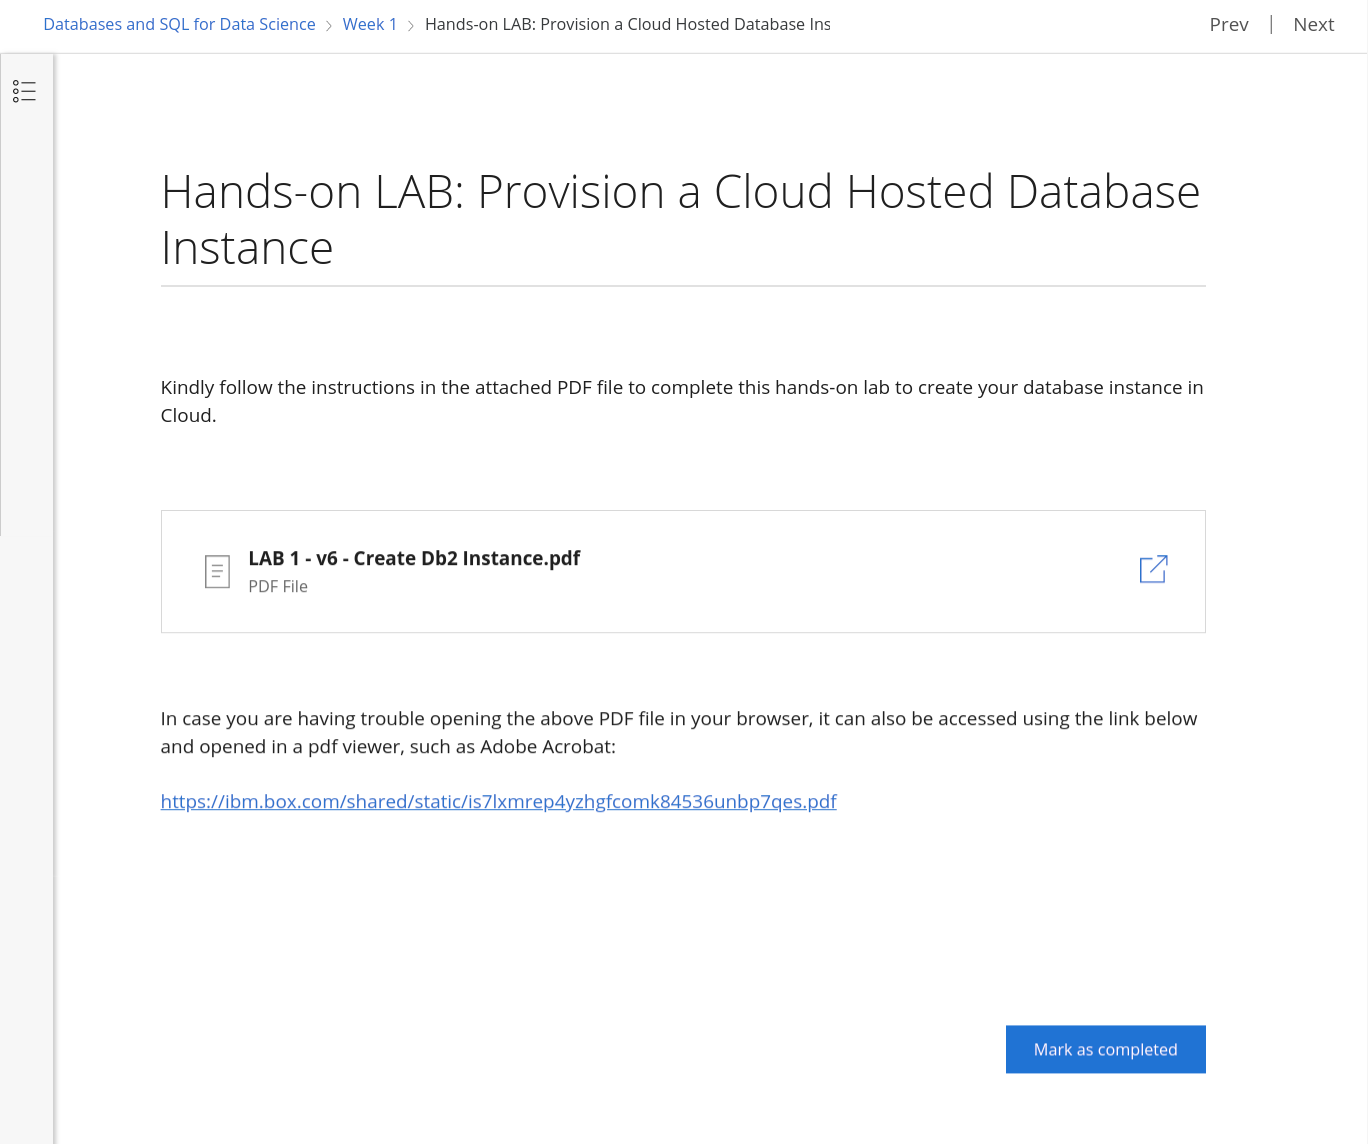 Databases and SQL for Data Science > Week 1 > Hands-on LAB: Provision a Cloud Hosted Database Ins
Prev | Next
Hands-on LAB: Provision a Cloud Hosted Database
Instance
Kindly follow the instructions in the attached PDF file to complete this hands-on lab to create your database instance in
Cloud.
LAB 1 - v6 - Create Db2 Instance.pdf
PDF File
In case you are having trouble opening the above PDF file in your browser, it can also be accessed using the link below
and opened in a pdf viewer, such as Adobe Acrobat:
https://ibm.box.com/shared/static/is7lxmrep4yzhgfcomk84536unbp7qes.pdf
Mark as completed